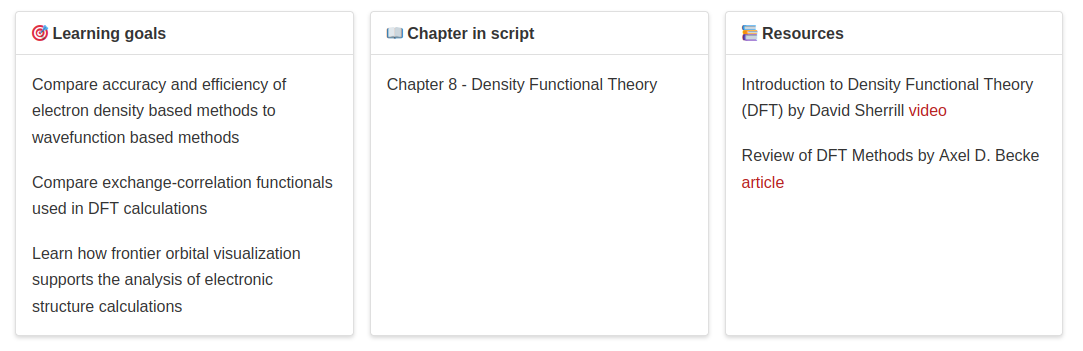 🎯 Learning goals
Compare accuracy and efficiency of
electron density based methods to
wavefunction based methods
Compare exchange-correlation functionals
used in DFT calculations
Learn how frontier orbital visualization
supports the analysis of electronic
structure calculations
📖 Chapter in script
Chapter 8 - Density Functional Theory
📚 Resources
Introduction to Density Functional Theory
(DFT) by David Sherrill video
Review of DFT Methods by Axel D. Becke
article